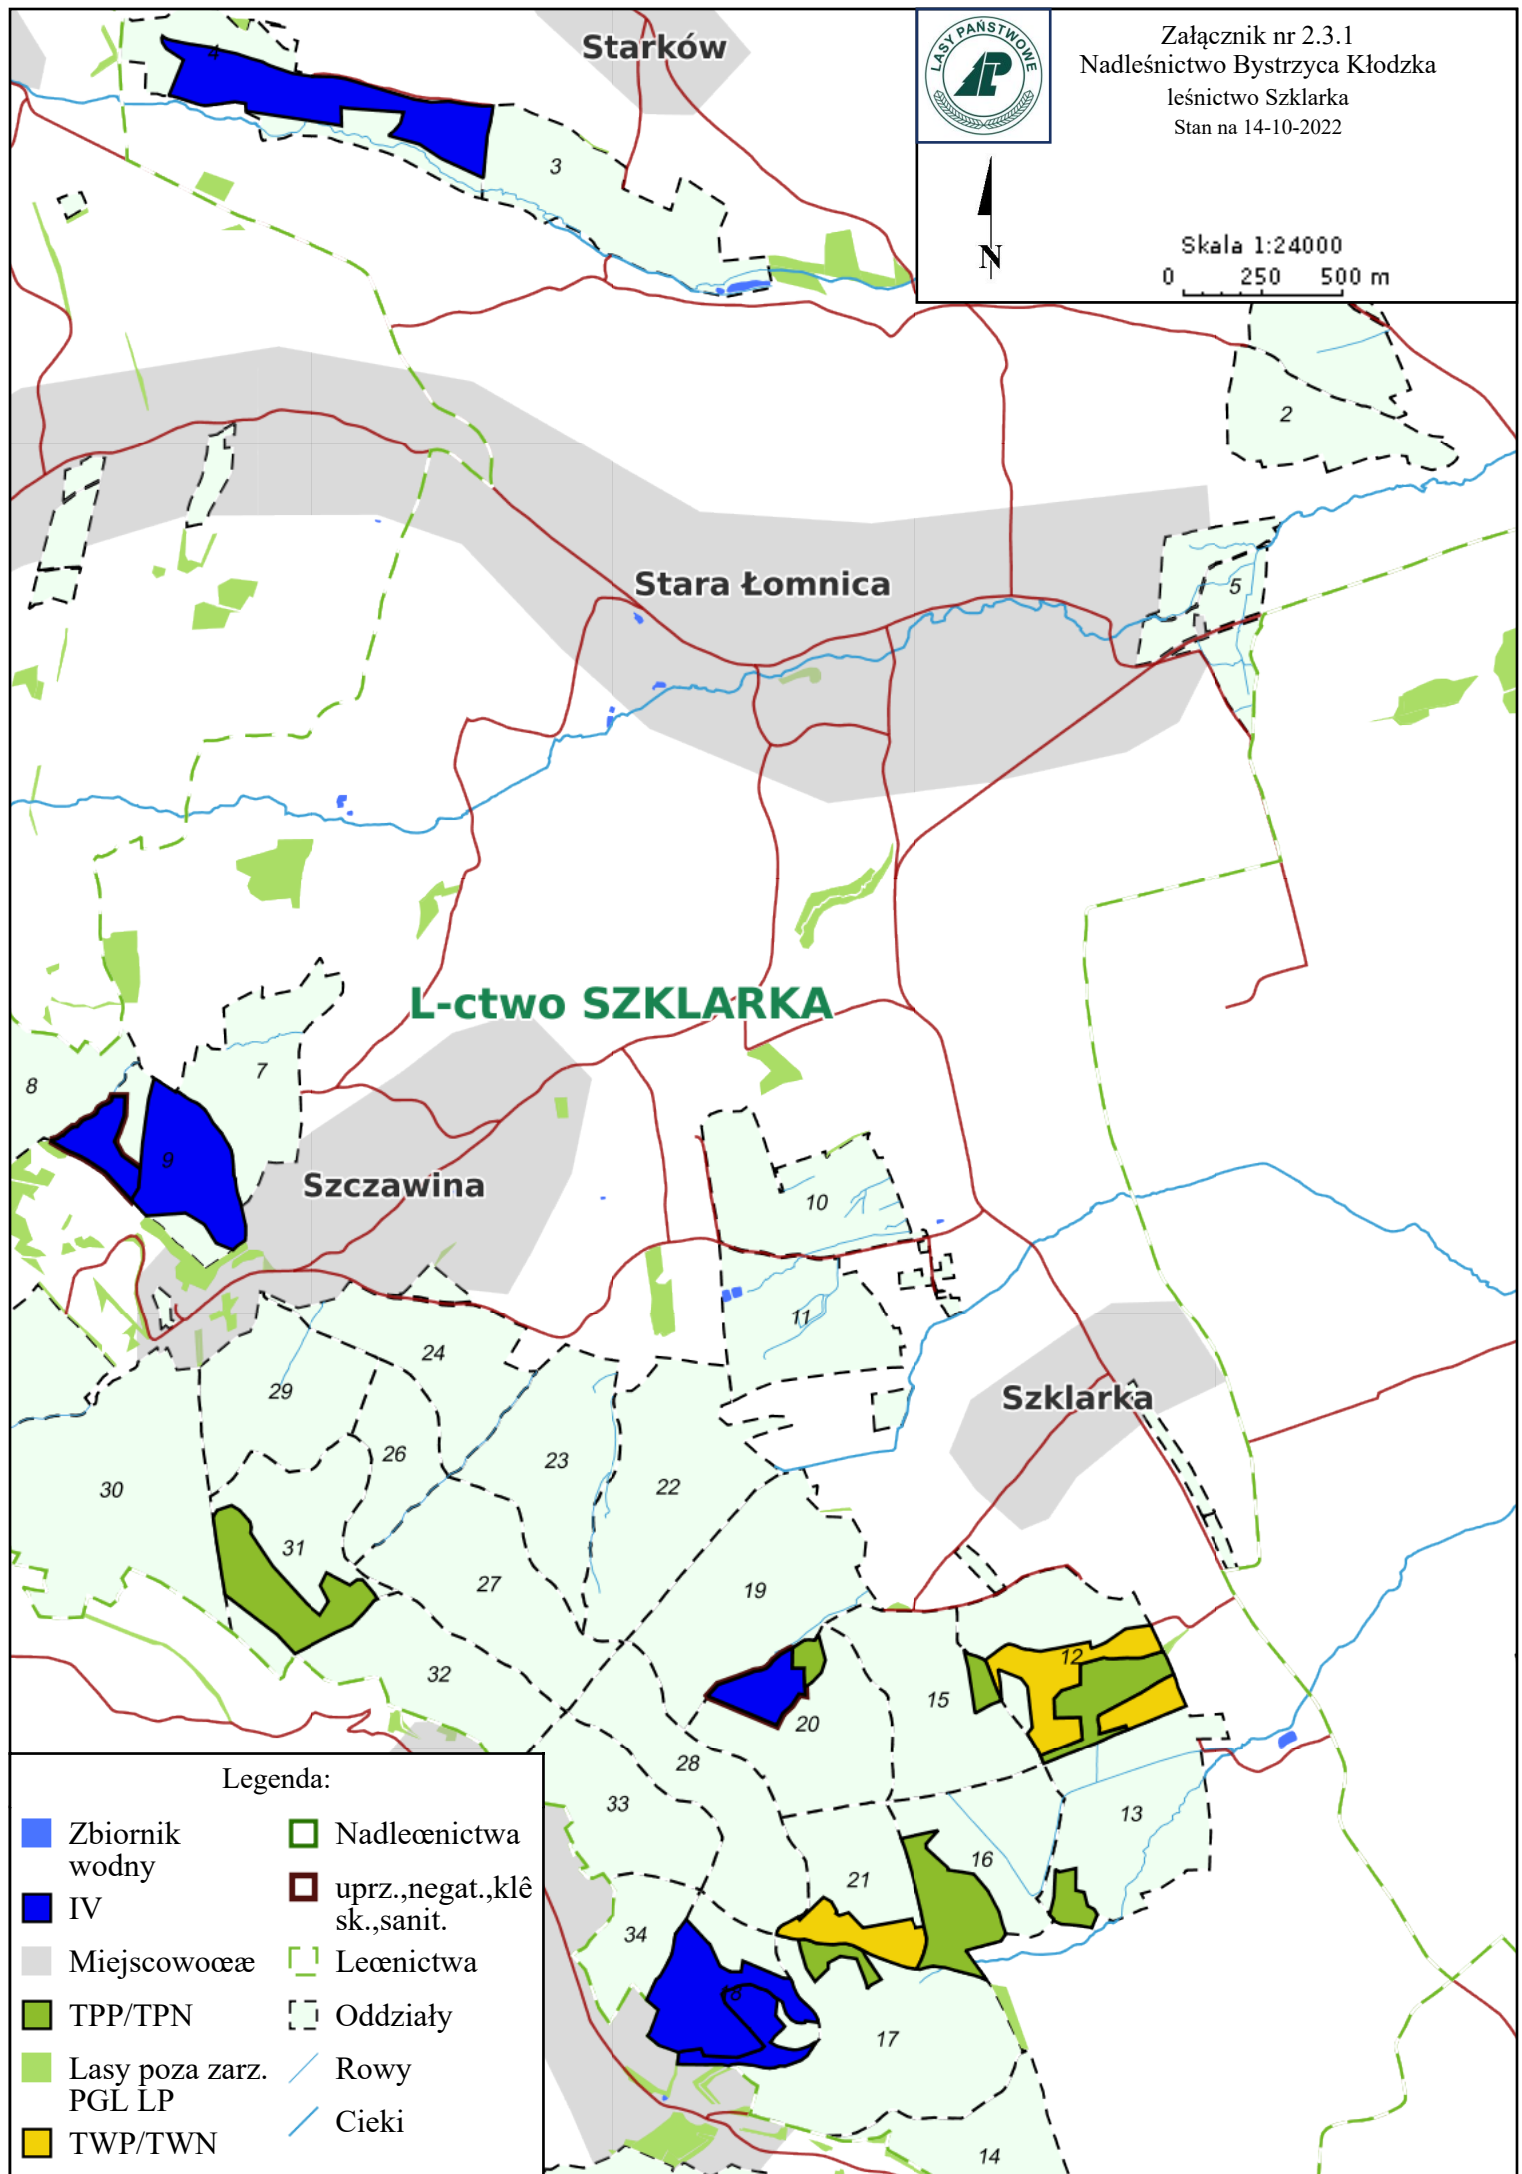 Załącznik nr 2.3.1
Nadleśnictwo Bystrzyca Kłodzka
leśnictwo Szklarka
Stan na 14-10-2022
LASY PAŃSTWOWE
LP
N
Skala 1:24000
0 250 500 m
Starków
4
3
2
Stara Łomnica
5
L-ctwo SZKLARKA
8
7
9
Szczawina
10
11
24
29
Szklarka
26
23
22
30
31
27
19
12
32
15
20
28
33
13
16
21
34
18
17
14
Legenda:
Zbiornik
wodny
IV
Miejscowoœæ
TPP/TPN
Lasy poza zarz.
PGL LP
TWP/TWN
Nadleœnictwa
uprz.,negat.,klê
sk.,sanit.
Leœnictwa
Oddziały
Rowy
Cieki